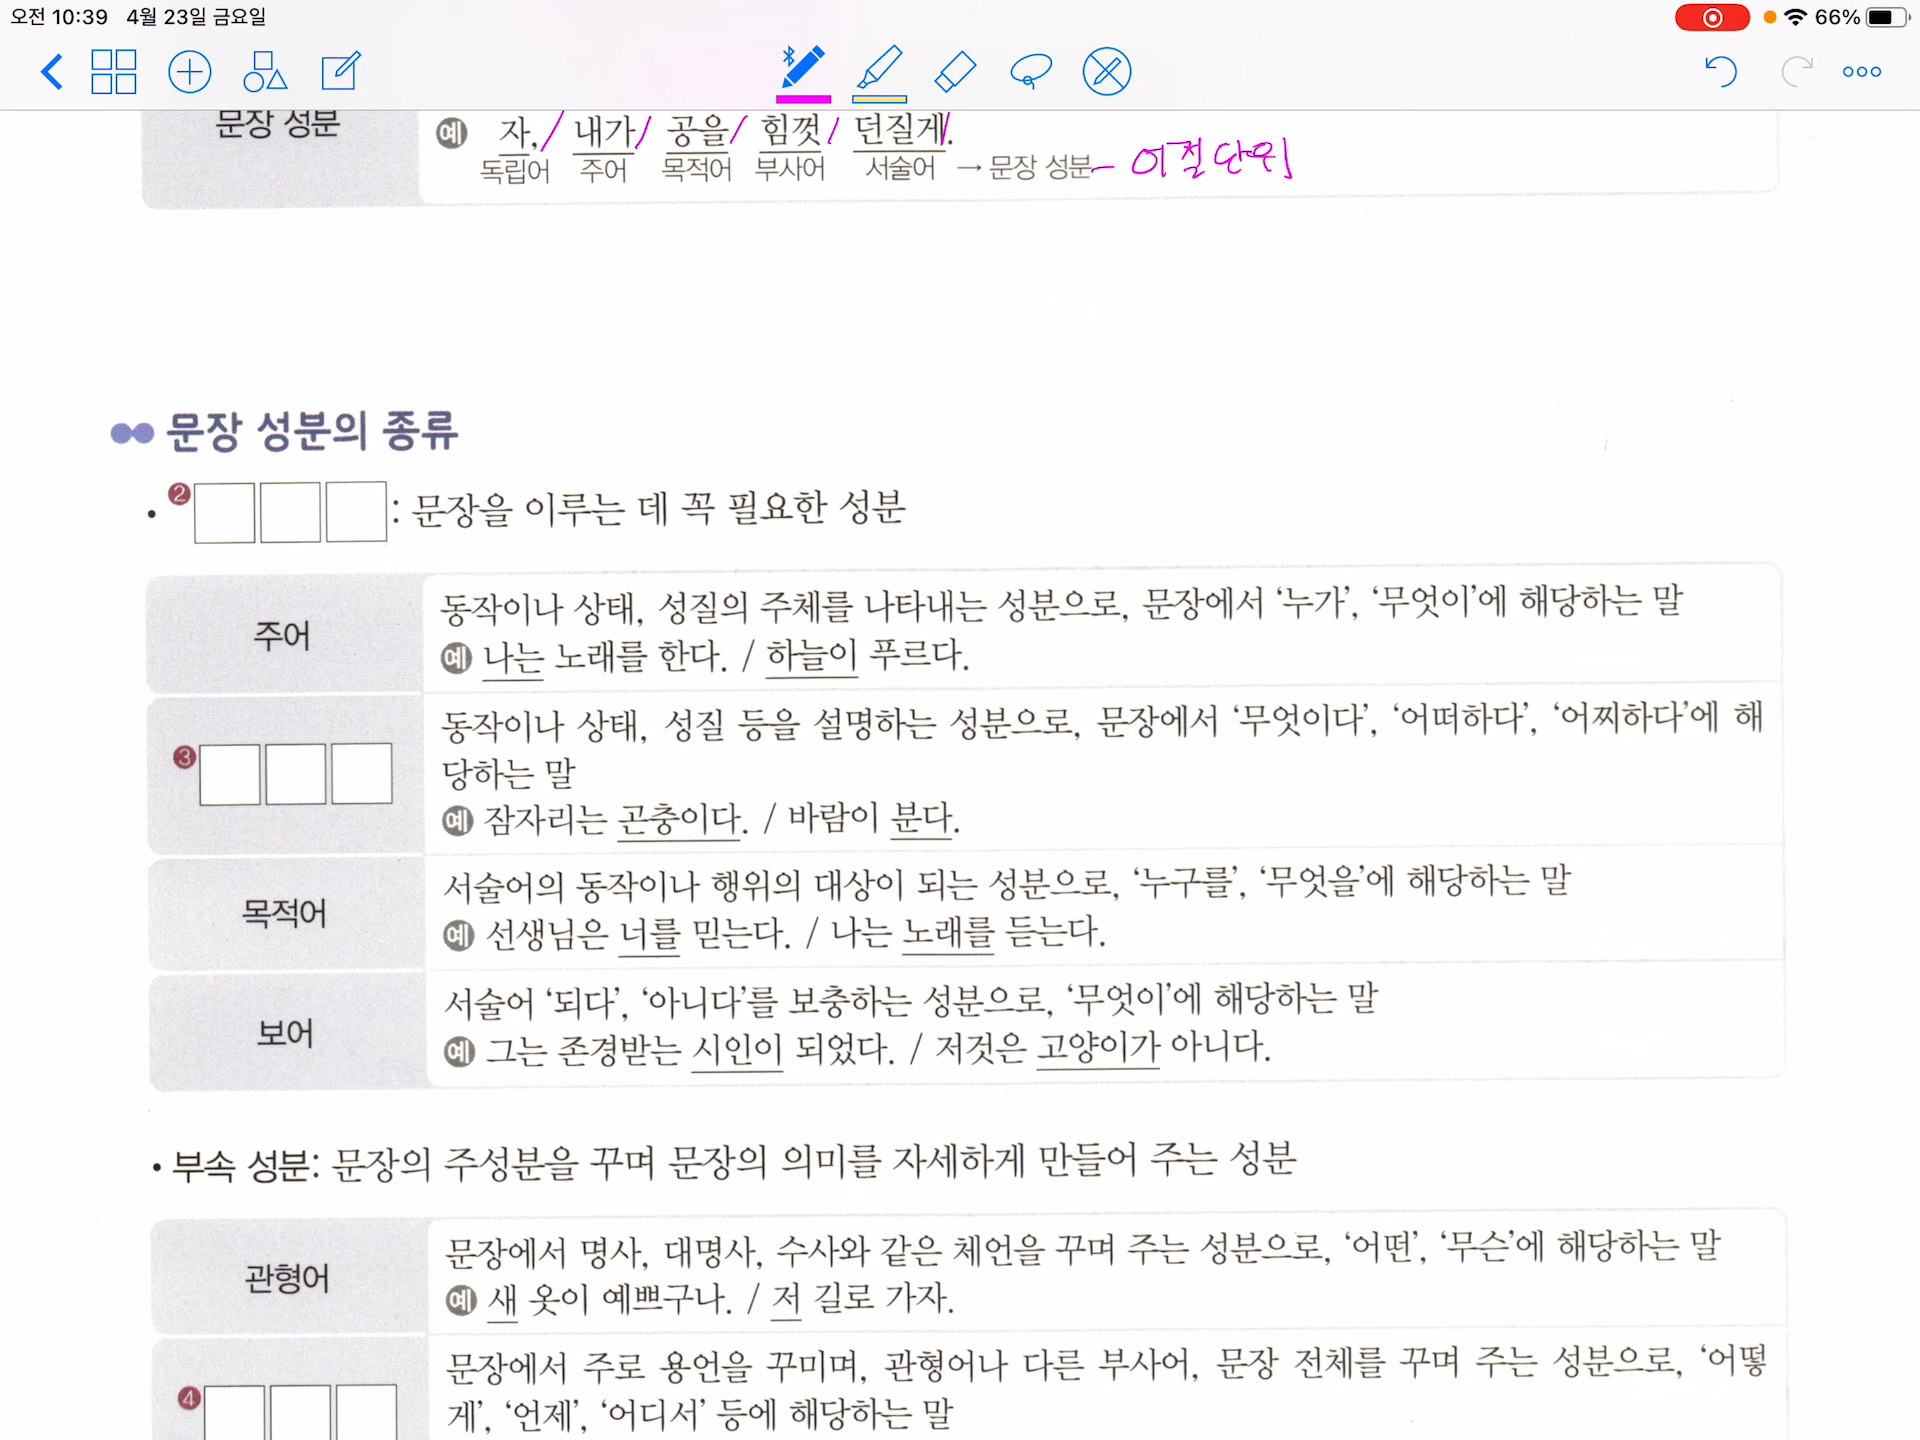 오전 10:39 4월 23일 금요일
66%
문장 성분
예 자,/ 내가/ 공을/ 힘껏/ 던질게/.
독립어 주어 목적어 부사어 서술어 → 문장 성분 - 어절 단위
문장 성분의 종류
• ❷ : 문장을 이루는 데 꼭 필요한 성분
주어
동작이나 상태, 성질의 주체를 나타내는 성분으로, 문장에서 ‘누가’, ‘무엇이’에 해당하는 말
예 나는 노래를 한다. / 하늘이 푸르다.
❸
동작이나 상태, 성질 등을 설명하는 성분으로, 문장에서 ‘무엇이다’, ‘어떠하다’, ‘어찌하다’에 해
당하는 말
예 잠자리는 곤충이다. / 바람이 분다.
목적어
서술어의 동작이나 행위의 대상이 되는 성분으로, ‘누구를’, ‘무엇을’에 해당하는 말
예 선생님은 너를 믿는다. / 나는 노래를 듣는다.
보어
서술어 ‘되다’, ‘아니다’를 보충하는 성분으로, ‘무엇이’에 해당하는 말
예 그는 존경받는 시인이 되었다. / 저것은 고양이가 아니다.
• 부속 성분: 문장의 주성분을 꾸며 문장의 의미를 자세하게 만들어 주는 성분
관형어
문장에서 명사, 대명사, 수사와 같은 체언을 꾸며 주는 성분으로, ‘어떤’, ‘무슨’에 해당하는 말
예 새 옷이 예쁘구나. / 저 길로 가자.
❹
문장에서 주로 용언을 꾸미며, 관형어나 다른 부사어, 문장 전체를 꾸며 주는 성분으로, ‘어떻
게’, ‘언제’, ‘어디서’ 등에 해당하는 말